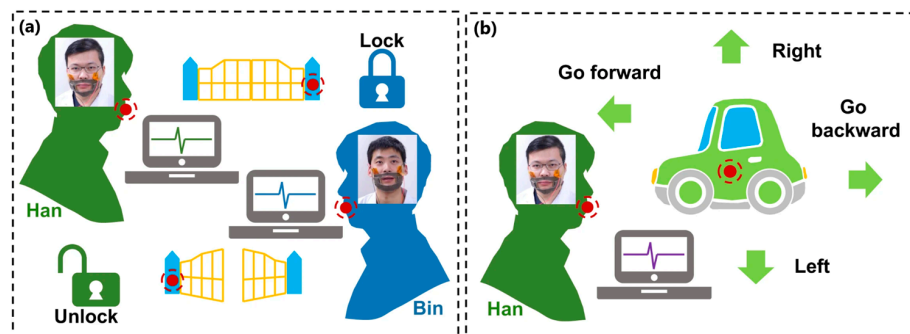 (a)
Lock
Han
Bin
Unlock
(b)
Right
Go forward
Go
backward
Left
Han